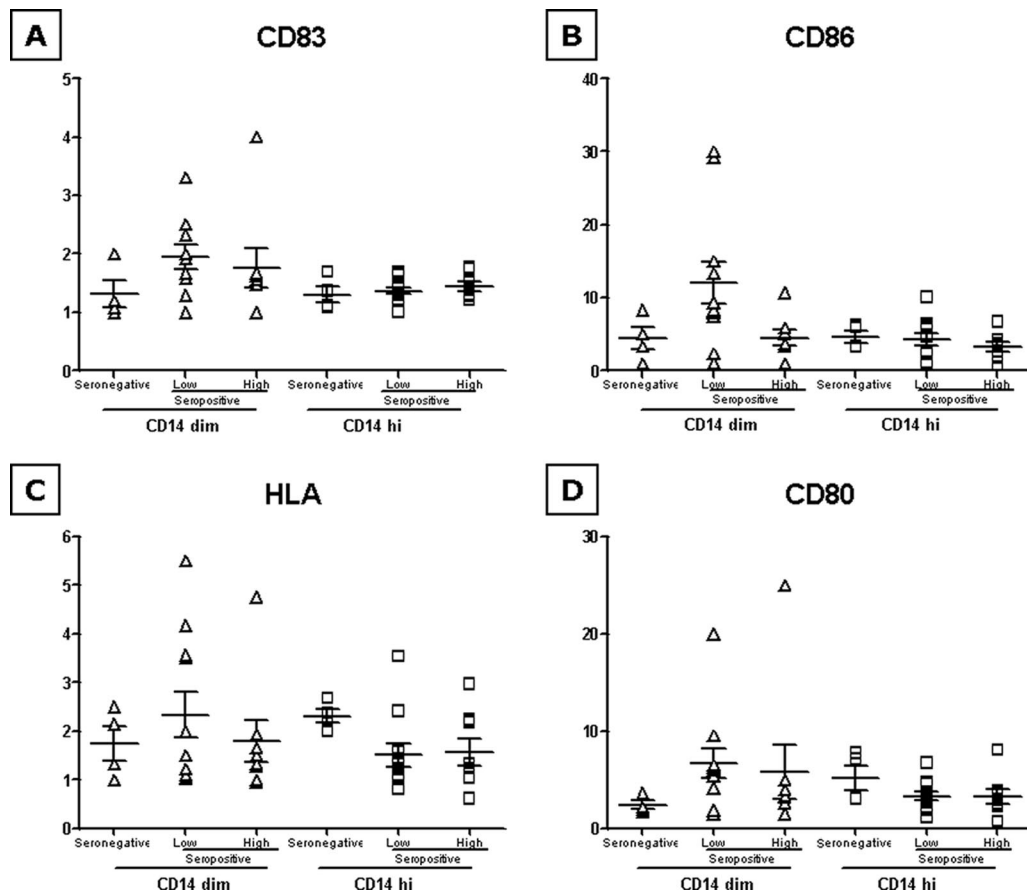 A
CD83
5
4
3
2
1
0
Seronegative Low High Seronegative Low High
Seropositive Seropositive
CD14 dim CD14 hi
B
CD86
40
30
20
10
0
Seronegative Low High Seronegative Low High
Seropositive Seropositive
CD14 dim CD14 hi
C
HLA
6
5
4
3
2
1
0
Seronegative Low High Seronegative Low High
Seropositive Seropositive
CD14 dim CD14 hi
D
CD80
30
20
10
0
Seronegative Low High Seronegative Low High
Seropositive Seropositive
CD14 dim CD14 hi